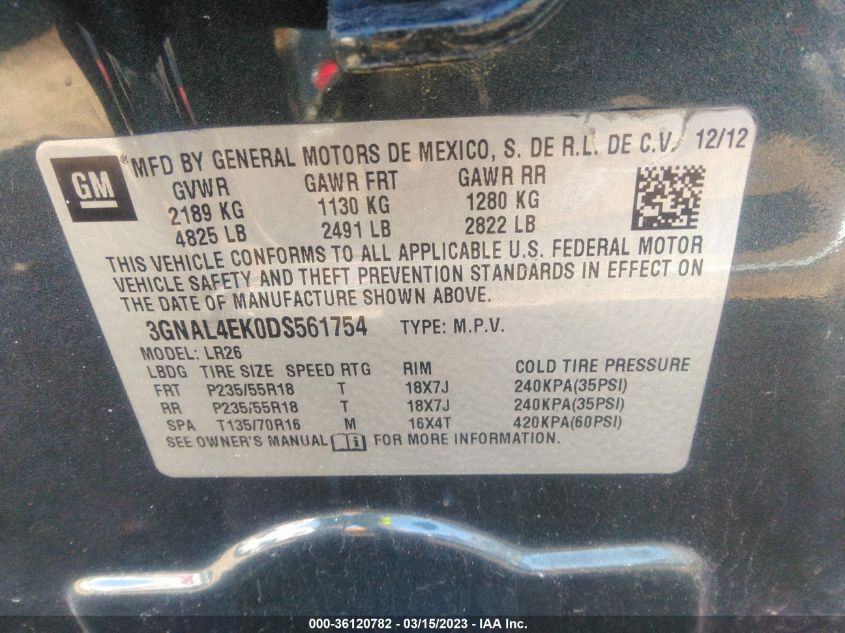 GM ® MFD BY GENERAL MOTORS DE MEXICO, S. DE R.L. DE C.V. 12/12
GVWR GAWR FRT GAWR RR
2189 KG 1130 KG 1280 KG
4825 LB 2491 LB 2822 LB
THIS VEHICLE CONFORMS TO ALL APPLICABLE U.S. FEDERAL MOTOR
VEHICLE SAFETY AND THEFT PREVENTION STANDARDS IN EFFECT ON
THE DATE OF MANUFACTURE SHOWN ABOVE.
3GNAL4EK0DS561754 TYPE: M.P.V.
MODEL: LR26
LBDG TIRE SIZE SPEED RTG RIM COLD TIRE PRESSURE
FRT P235/55R18 T 18X7J 240KPA(35PSI)
RR P235/55R18 T 18X7J 240KPA(35PSI)
SPA T135/70R16 M 16X4T 420KPA(60PSI)
SEE OWNER'S MANUAL FOR MORE INFORMATION.
000-36120782 — 03/15/2023 — IAA Inc.